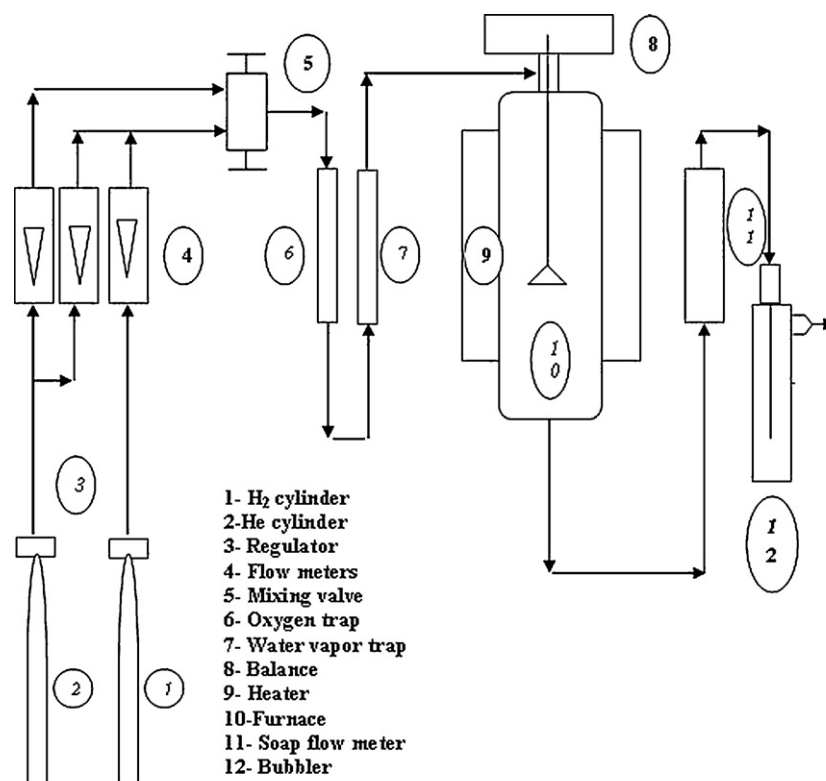 5
8
4
6
7
9
1
1
1
0
3
1
2
2
1
1- H₂ cylinder
2-He cylinder
3- Regulator
4- Flow meters
5- Mixing valve
6- Oxygen trap
7- Water vapor trap
8- Balance
9- Heater
10-Furnace
11- Soap flow meter
12- Bubbler